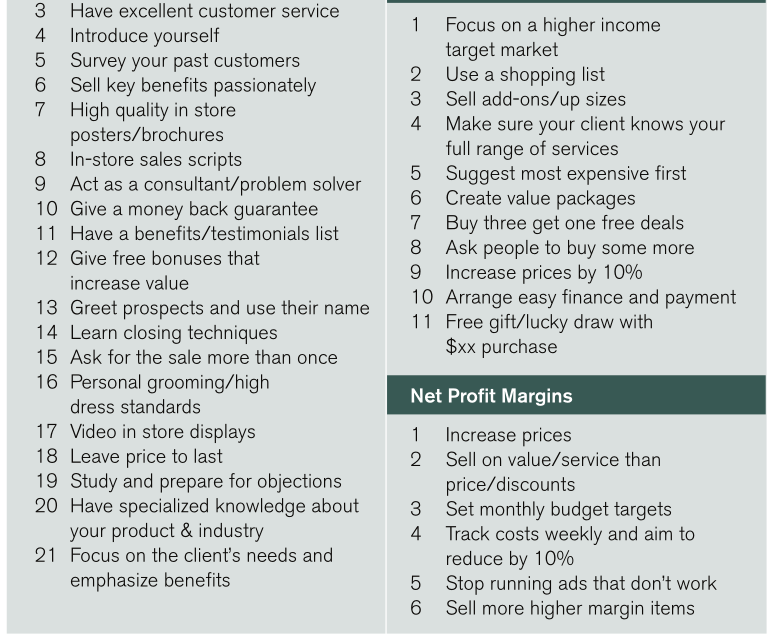 3 Have excellent customer service
4 Introduce yourself
5 Survey your past customers
6 Sell key benefits passionately
7 High quality in store
posters/brochures
8 In-store sales scripts
9 Act as a consultant/problem solver
10 Give a money back guarantee
11 Have a benefits/testimonials list
12 Give free bonuses that
increase value
13 Greet prospects and use their name
14 Learn closing techniques
15 Ask for the sale more than once
16 Personal grooming/high
dress standards
17 Video in store displays
18 Leave price to last
19 Study and prepare for objections
20 Have specialized knowledge about
your product & industry
21 Focus on the client's needs and
emphasize benefits
1 Focus on a higher income
target market
2 Use a shopping list
3 Sell add-ons/up sizes
4 Make sure your client knows your
full range of services
5 Suggest most expensive first
6 Create value packages
7 Buy three get one free deals
8 Ask people to buy some more
9 Increase prices by 10%
10 Arrange easy finance and payment
11 Free gift/lucky draw with
$xx purchase
Net Profit Margins
1 Increase prices
2 Sell on value/service than
price/discounts
3 Set monthly budget targets
4 Track costs weekly and aim to
reduce by 10%
5 Stop running ads that don't work
6 Sell more higher margin items